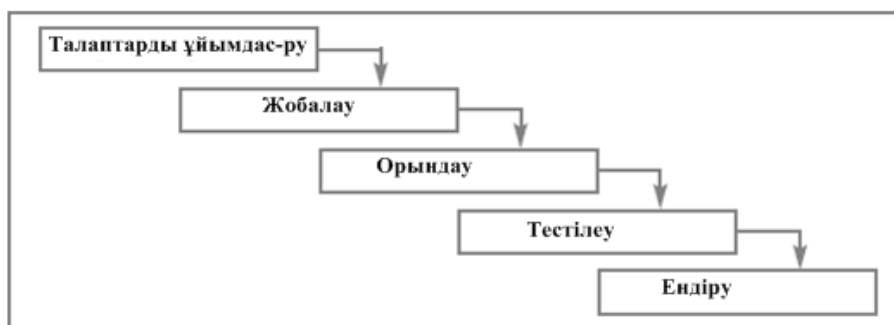 Талаптарды ұйымдас-ру
Жобалау
Орындау
Тестілеу
Ендіру